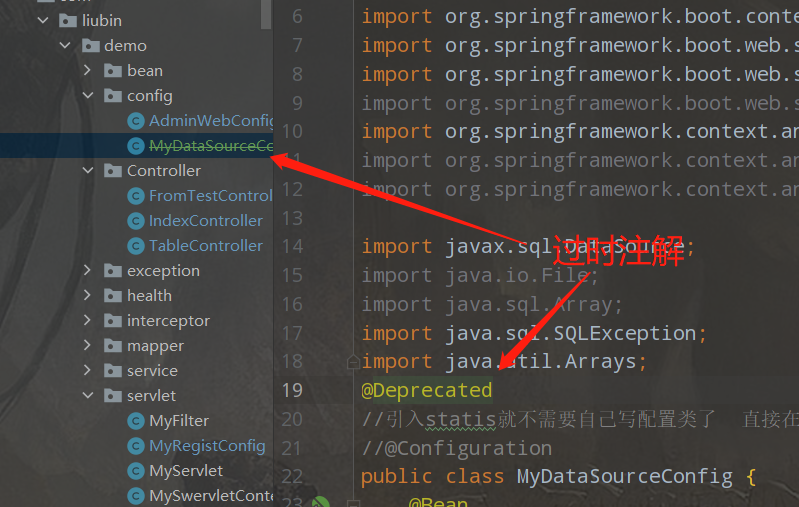 com
liubin
demo
bean
config
AdminWebConfig
MyDataSourceCo
Controller
FromTestControl
IndexController
TableController
exception
health
interceptor
mapper
service
servlet
MyFilter
MyRegistConfig
MyServlet
MySwervletConte
6 import org.springframework.boot.conte
7 import org.springframework.boot.web.s
8 import org.springframework.boot.web.s
9 import org.springframework.boot.web.s
10 import org.springframework.context.an
11 import org.springframework.context.an
12 import org.springframework.context.an
13
14 import javax.sql.DataSource;
过时注解
15 import java.io.File;
16 import java.sql.Array;
17 import java.sql.SQLException;
18 import java.util.Arrays;
19 @Deprecated
20 //引入statis就不需要自己写配置类了 直接在
21 //@Configuration
22 public class MyDataSourceConfig {
23 @Bean